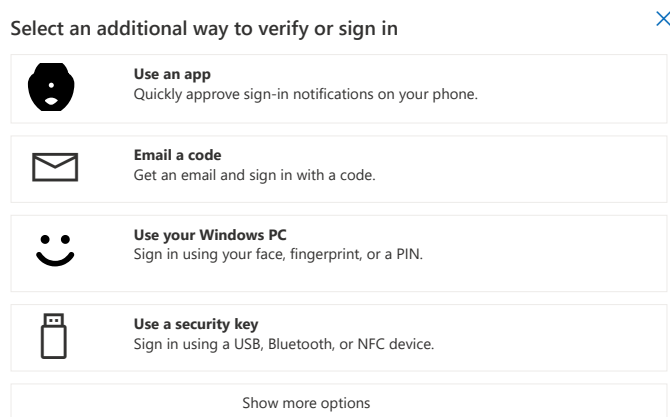 Select an additional way to verify or sign in
Use an app
Quickly approve sign-in notifications on your phone.
Email a code
Get an email and sign in with a code.
Use your Windows PC
Sign in using your face, fingerprint, or a PIN.
Use a security key
Sign in using a USB, Bluetooth, or NFC device.
Show more options